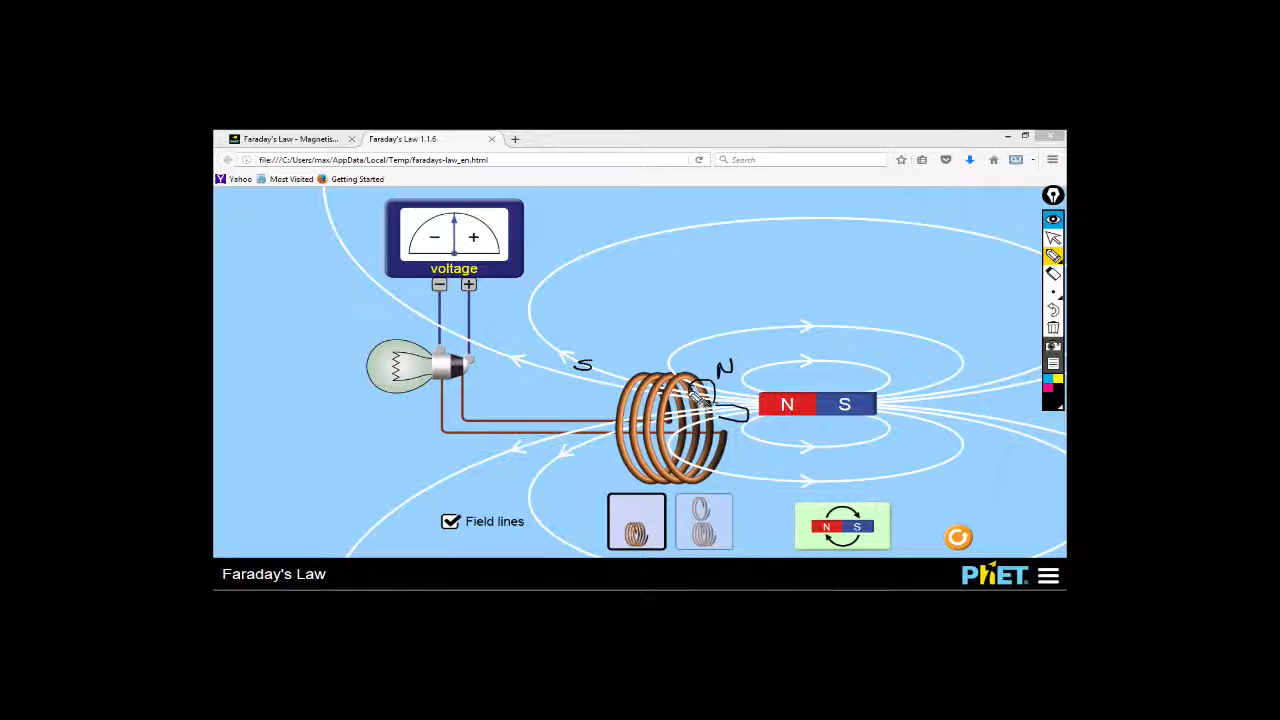 Faraday's Law - Magnetis...
Faraday's Law 1.1.6
file:///C:/Users/max/AppData/Local/Temp/faradays-law_en.html
Search
Yahoo
Most Visited
Getting Started
− +
voltage
− +
S
N
N S
Field lines
N S
Faraday's Law
PhET